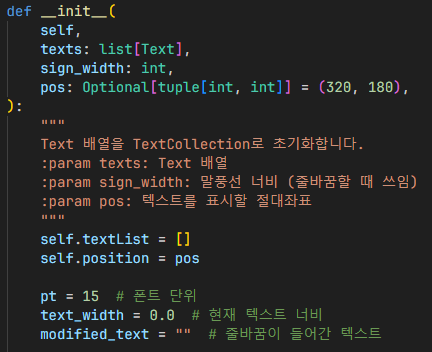 def __init__(
    self,
    texts: list[Text],
    sign_width: int,
    pos: Optional[tuple[int, int]] = (320, 180),
):
    """
    Text 배열을 TextCollection로 초기화합니다.
    :param texts: Text 배열
    :param sign_width: 말풍선 너비 (줄바꿈할 때 쓰임)
    :param pos: 텍스트를 표시할 절대좌표
    """
    self.textList = []
    self.position = pos

    pt = 15  # 폰트 단위
    text_width = 0.0  # 현재 텍스트 너비
    modified_text = ""  # 줄바꿈이 들어간 텍스트